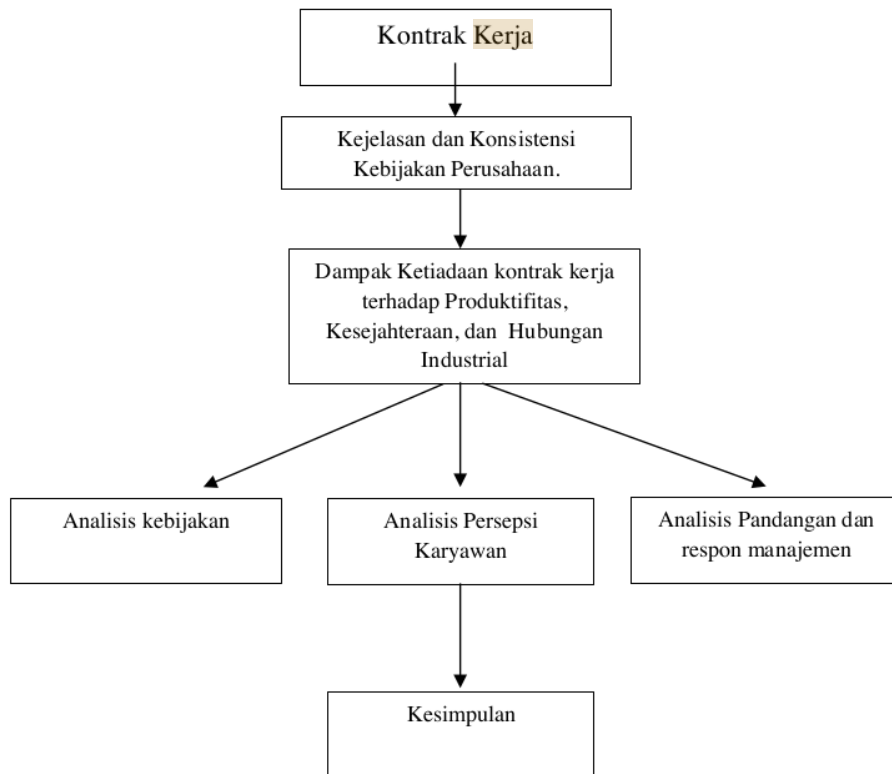 Kontrak Kerja
Kejelasan dan Konsistensi
Kebijakan Perusahaan.
Dampak Ketiadaan kontrak kerja
terhadap Produktifitas,
Kesejahteraan, dan Hubungan
Industrial
Analisis kebijakan
Analisis Persepsi
Karyawan
Analisis Pandangan dan
respon manajemen
Kesimpulan